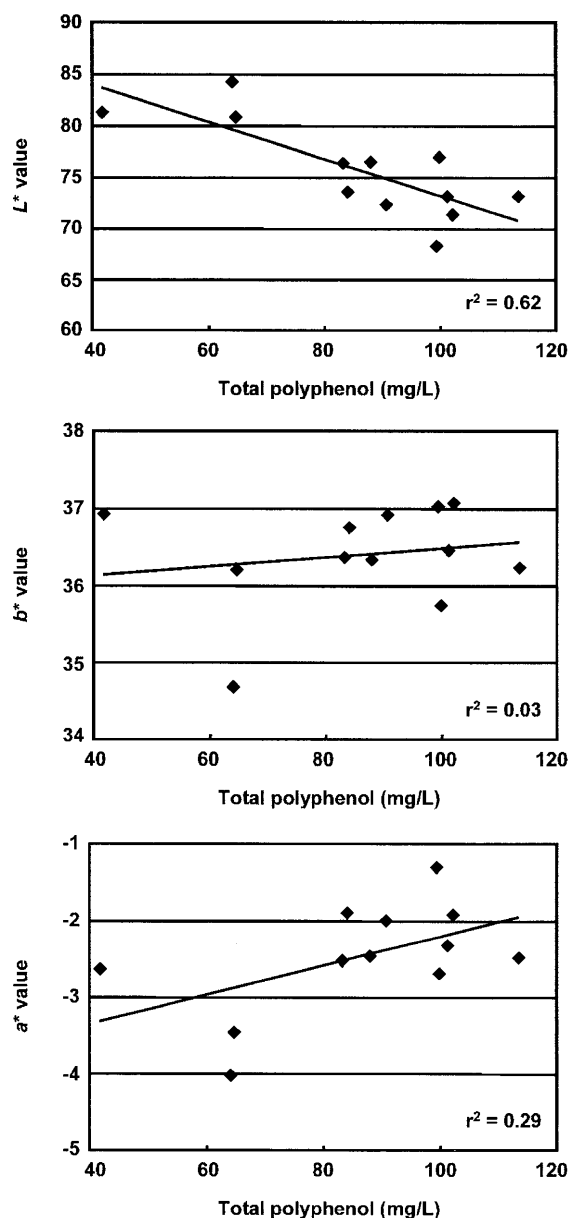 90
85
80
75
70
65
60
L* value
r² = 0.62
40 60 80 100 120
Total polyphenol (mg/L)
38
37
36
35
34
b* value
r² = 0.03
40 60 80 100 120
Total polyphenol (mg/L)
-1
-2
-3
-4
-5
a* value
r² = 0.29
40 60 80 100 120
Total polyphenol (mg/L)